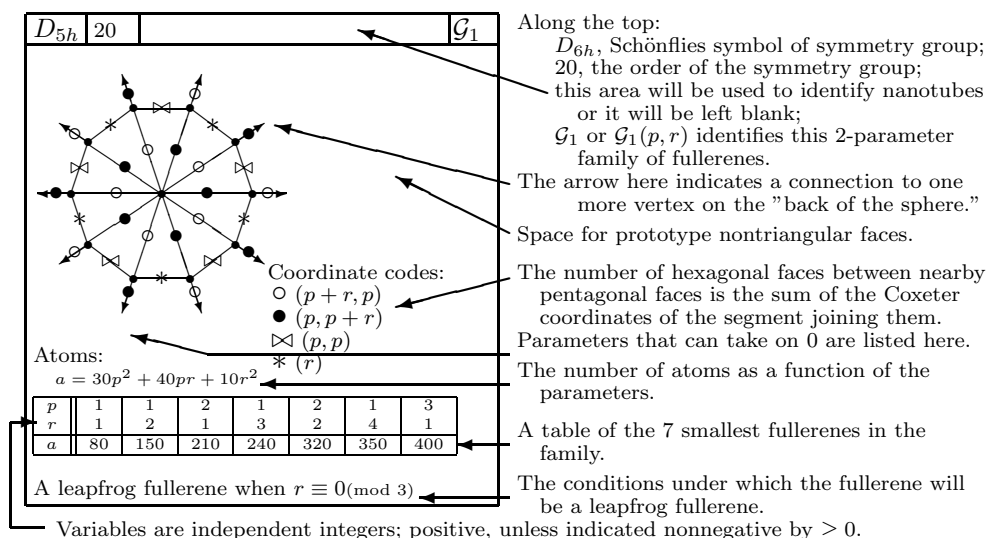 D5h 20 𝒢1
Coordinate codes:
○ (p + r, p)
● (p, p + r)
⋈ (p, p)
* (r)
Atoms:
a = 30p² + 40pr + 10r²
p 1 1 2 1 2 1 3
r 1 2 1 3 2 4 1
a 80 150 210 240 320 350 400
A leapfrog fullerene when r ≡ 0(mod 3)
Along the top:
D6h, Schönflies symbol of symmetry group;
20, the order of the symmetry group;
this area will be used to identify nanotubes
or it will be left blank;
𝒢1 or 𝒢1(p, r) identifies this 2-parameter
family of fullerenes.
The arrow here indicates a connection to one
more vertex on the "back of the sphere."
Space for prototype nontriangular faces.
The number of hexagonal faces between nearby
pentagonal faces is the sum of the Coxeter
coordinates of the segment joining them.
Parameters that can take on 0 are listed here.
The number of atoms as a function of the
parameters.
A table of the 7 smallest fullerenes in the
family.
The conditions under which the fullerene will
be a leapfrog fullerene.
Variables are independent integers; positive, unless indicated nonnegative by ≥ 0.